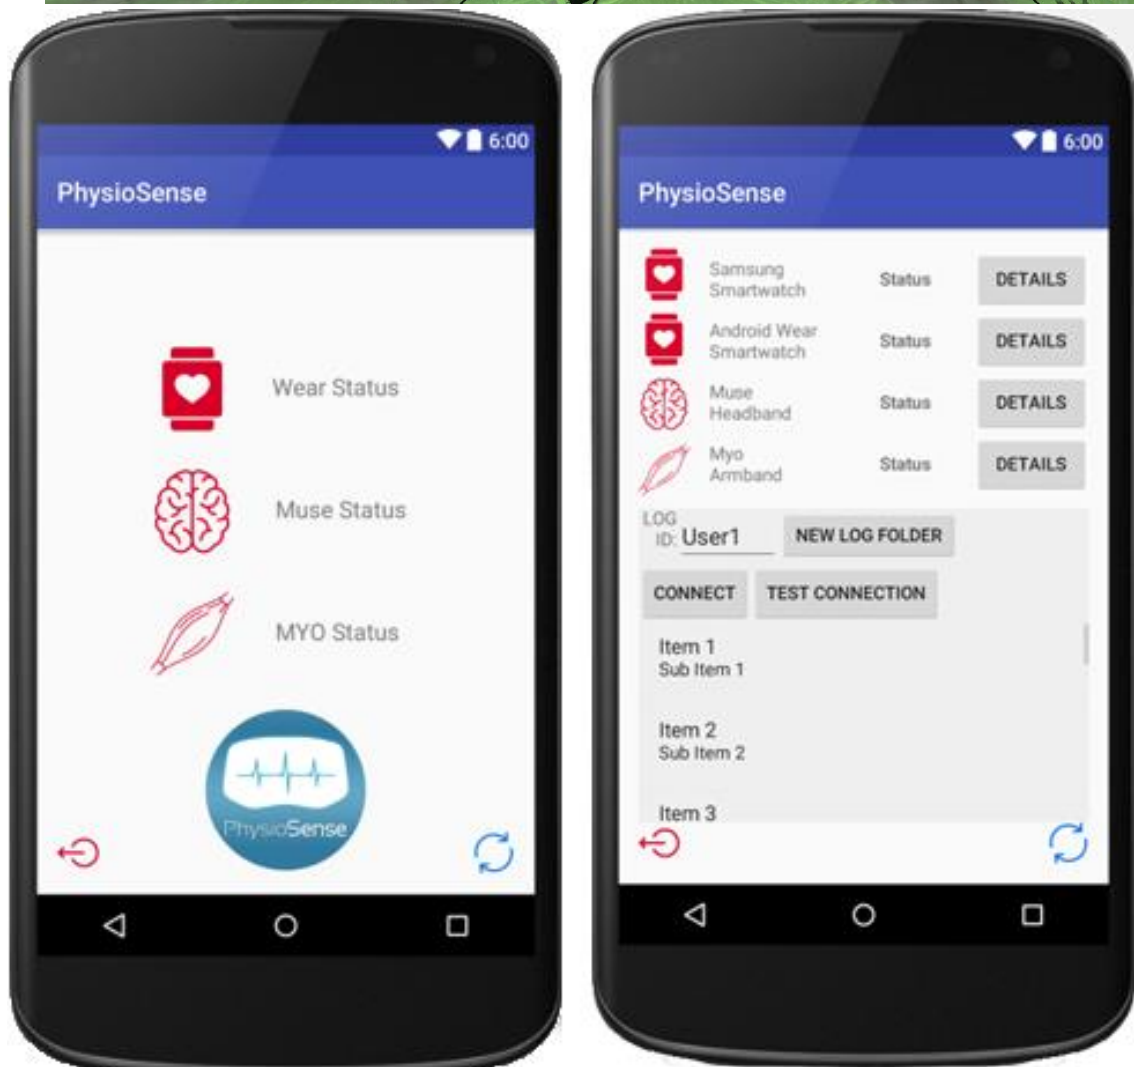 6:00
PhysioSense
Wear Status
Muse Status
MYO Status
PhysioSense
6:00
PhysioSense
Samsung
Smartwatch
Status
DETAILS
Android Wear
Smartwatch
Status
DETAILS
Muse
Headband
Status
DETAILS
Myo
Armband
Status
DETAILS
LOG
ID: User1
NEW LOG FOLDER
CONNECT
TEST CONNECTION
Item 1
Sub Item 1
Item 2
Sub Item 2
Item 3